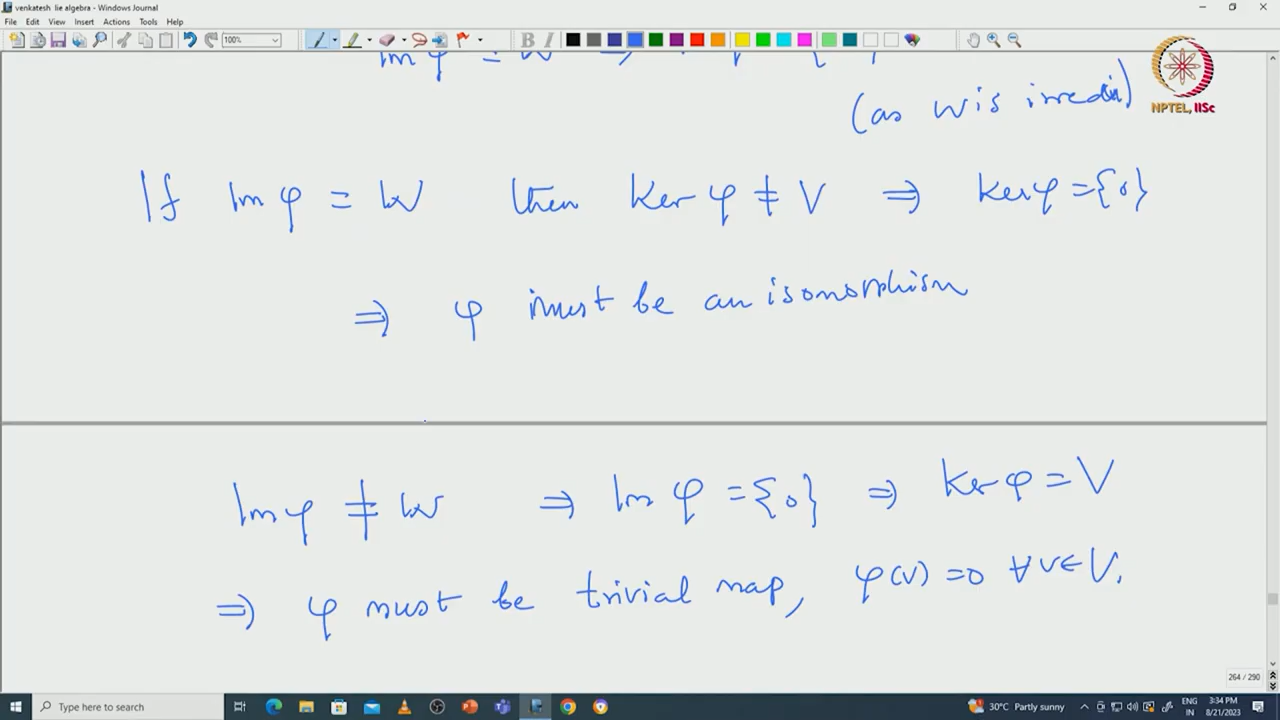 venkatesh lie algebra - Windows Journal
File Edit View Insert Actions Tools Help
100%
B I
Im φ = W ⇒
(as W is irred)
NPTEL, IISc
If Im φ = W then Ker φ ≠ V ⇒ Ker φ = {0}
⇒ φ must be an isomorphism
Im φ ≠ W ⇒ Im φ = {0} ⇒ Ker φ = V
⇒ φ must be trivial map, φ(v) = 0 ∀ v ∈ V.
264 / 290
Type here to search
30°C Partly sunny
ENG
IN
3:34 PM
8/21/2023